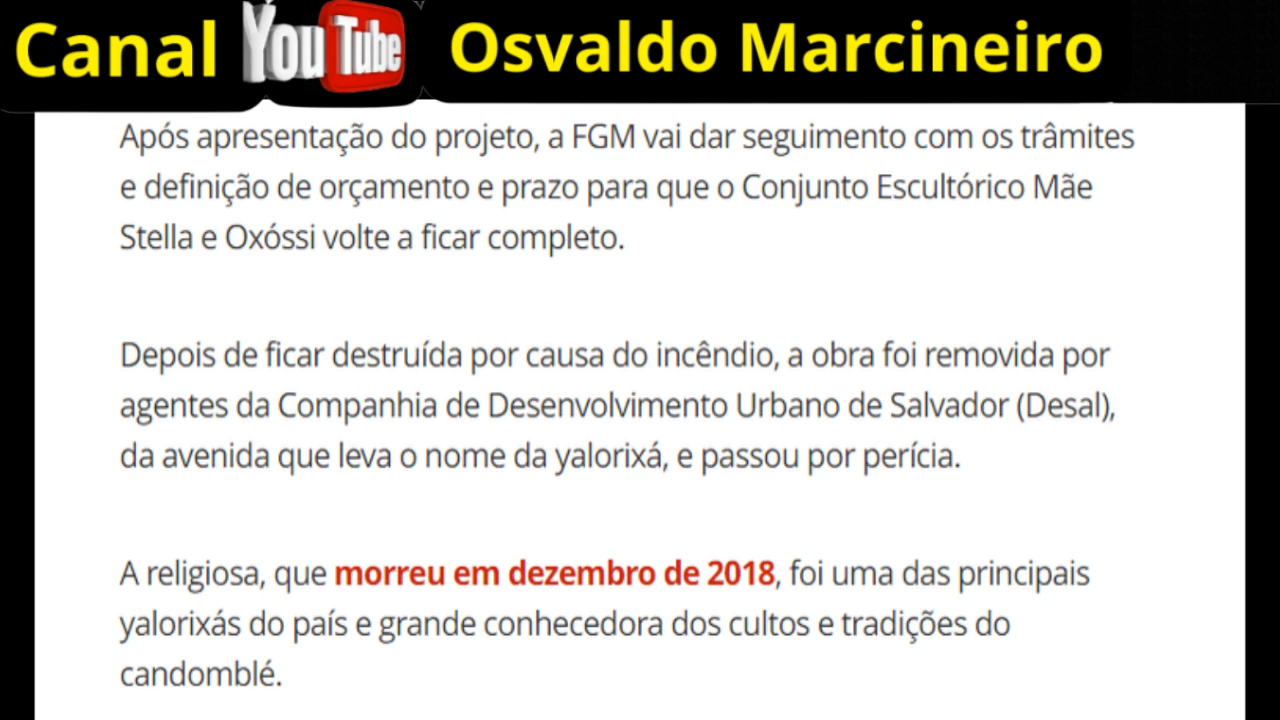 Canal YouTube Osvaldo Marcineiro
Após apresentação do projeto, a FGM vai dar seguimento com os trâmites
e definição de orçamento e prazo para que o Conjunto Escultórico Mãe
Stella e Oxóssi volte a ficar completo.
Depois de ficar destruída por causa do incêndio, a obra foi removida por
agentes da Companhia de Desenvolvimento Urbano de Salvador (Desal),
da avenida que leva o nome da yalorixá, e passou por perícia.
A religiosa, que morreu em dezembro de 2018, foi uma das principais
yalorixás do país e grande conhecedora dos cultos e tradições do
candomblé.